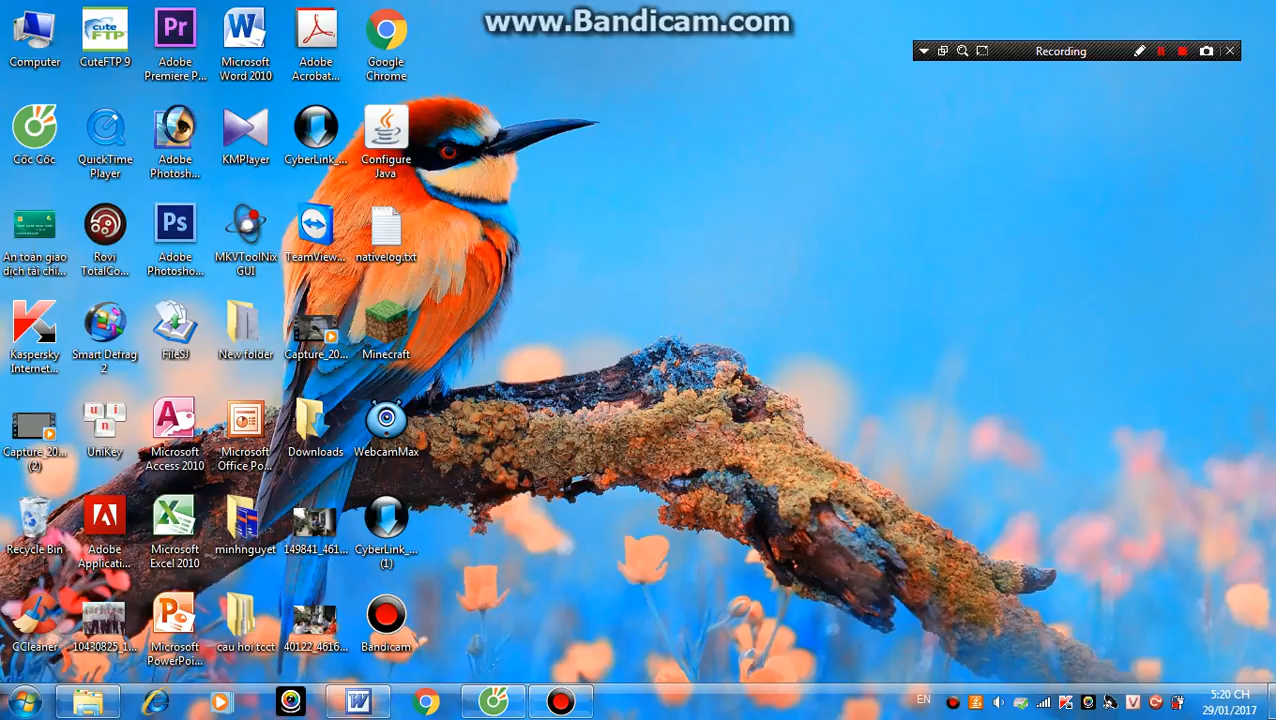 www.Bandicam.com
Recording
Computer
CuteFTP 9
Adobe
Premiere P...
Microsoft
Word 2010
Adobe
Acrobat...
Google
Chrome
Cốc Cốc
QuickTime
Player
Adobe
Photosh...
KMPlayer
CyberLink_...
Configure
Java
An toàn giao
dịch tài chí...
Rovi
TotalCo...
Adobe
Photosho...
MKVToolNix
GUI
TeamView...
nativelog.txt
Kaspersky
Internet...
Smart Defrag
2
FileSJ
New folder
Capture_20...
Minecraft
Capture_20...
(2)
UniKey
Microsoft
Access 2010
Microsoft
Office Po...
Downloads
WebcamMax
Recycle Bin
Adobe
Applicati...
Microsoft
Excel 2010
minhnguyet
149841_461...
CyberLink_...
(1)
CCleaner
10430825_1...
Microsoft
PowerPoi...
cau hoi tcct
40122_4616...
Bandicam
EN
5:20 CH
29/01/2017